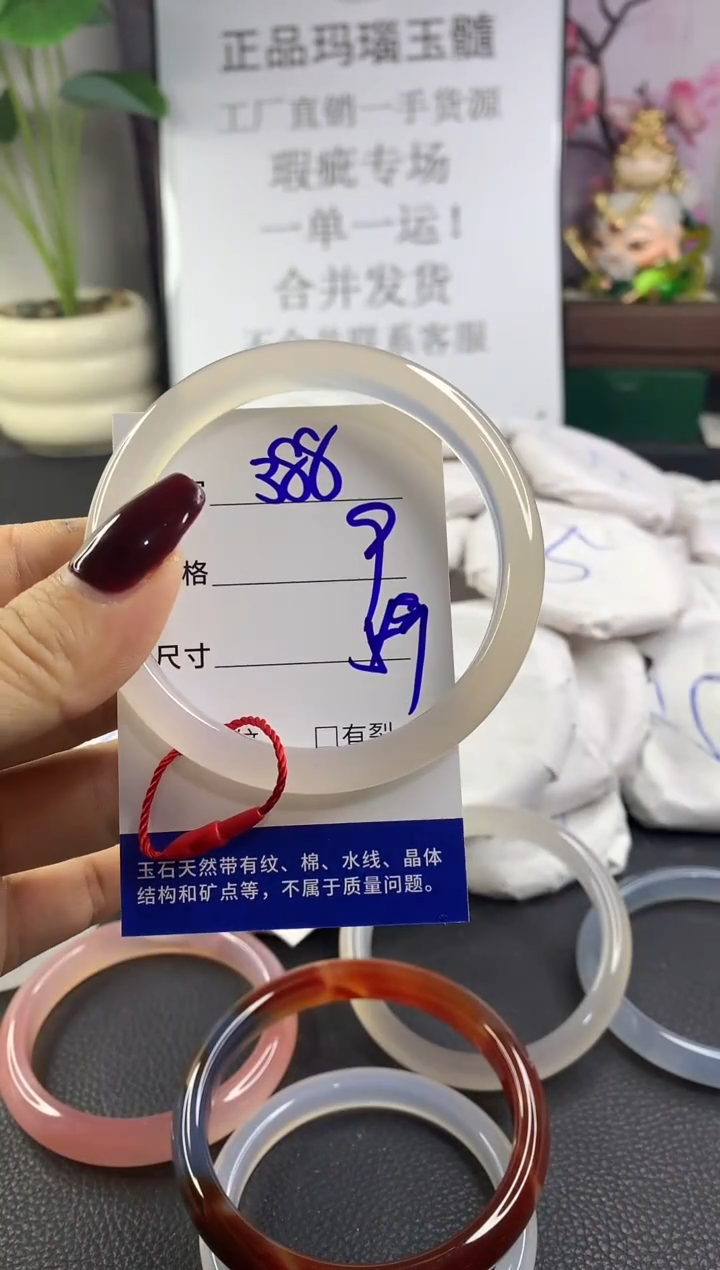 正品玛瑙玉髓
工厂直销一手货源
瑕疵专场
一单一运！
合并发货
388
格
尺寸
□有裂
玉石天然带有纹、棉、水线、晶体
结构和矿点等，不属于质量问题。
5